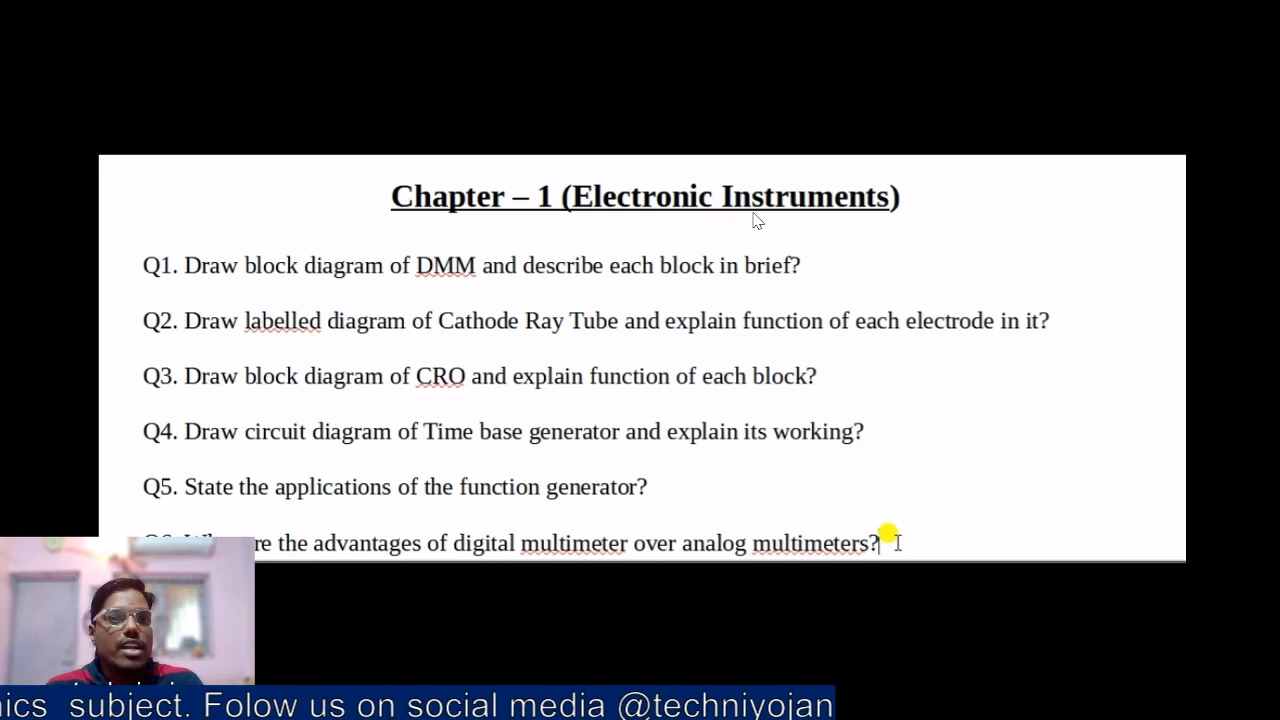 Chapter – 1 (Electronic Instruments)
Q1. Draw block diagram of DMM and describe each block in brief?
Q2. Draw labelled diagram of Cathode Ray Tube and explain function of each electrode in it?
Q3. Draw block diagram of CRO and explain function of each block?
Q4. Draw circuit diagram of Time base generator and explain its working?
Q5. State the applications of the function generator?
the advantages of digital multimeter over analog multimeters?
subject. Folow us on social media @techniyojan